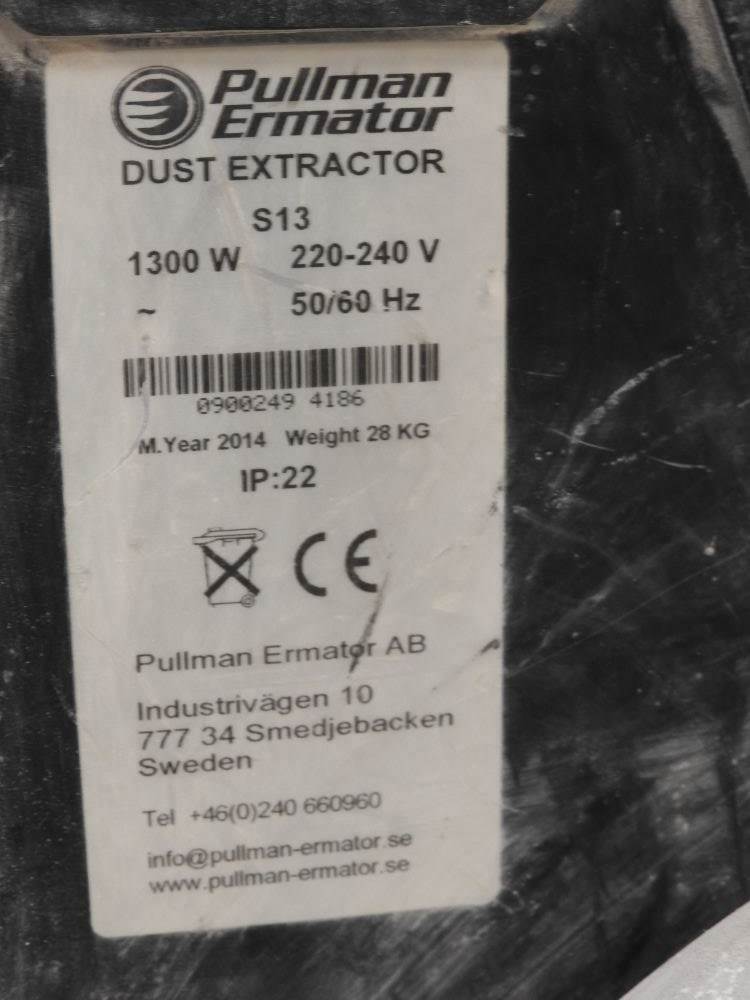 Pullman
Ermator
DUST EXTRACTOR
S13
1300 W 220-240 V
~ 50/60 Hz
0900249 4186
M.Year 2014 Weight 28 KG
IP:22
CE
Pullman Ermator AB
Industrivägen 10
777 34 Smedjebacken
Sweden
Tel +46(0)240 660960
info@pullman-ermator.se
www.pullman-ermator.se